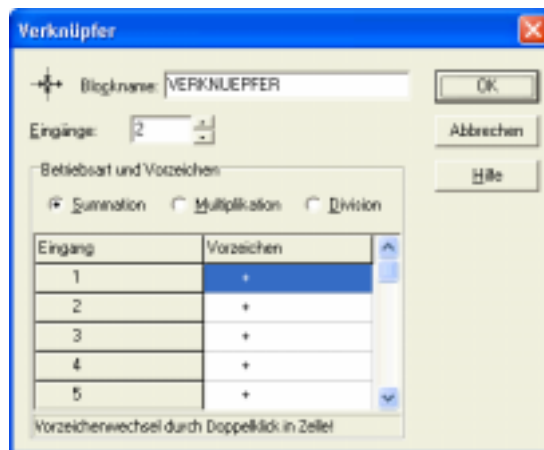 Verknüpfer
Blockname: VERKNUEPFER
OK
Eingänge: 2
Abbrechen
Betriebsart und Vorzeichen
Hilfe
Summation Multiplikation Division
Eingang Vorzeichen
1 +
2 +
3 +
4 +
5 +
Vorzeichenwechsel durch Doppelklick in Zelle!